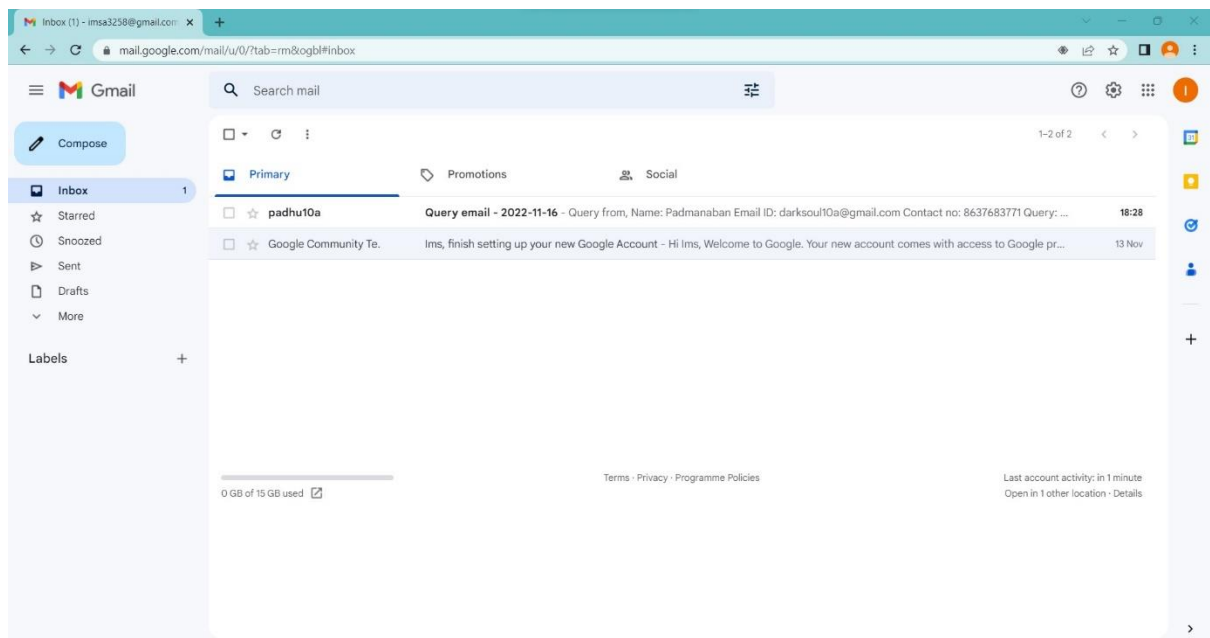 Inbox (1) - imsa3258@gmail.com
mail.google.com/mail/u/0/?tab=rm&ogbl#inbox
Gmail
Search mail
I
Compose
1–2 of 2
31
Primary
Promotions
Social
Inbox 1
Starred
Snoozed
Sent
Drafts
More
Labels
padhu10a Query email - 2022-11-16 - Query from, Name: Padmanaban Email ID: darksoul10a@gmail.com Contact no: 8637683771 Query: ... 18:28
Google Community Te. Ims, finish setting up your new Google Account - Hi Ims, Welcome to Google. Your new account comes with access to Google pr... 13 Nov
0 GB of 15 GB used
Terms · Privacy · Programme Policies
Last account activity: in 1 minute
Open in 1 other location · Details